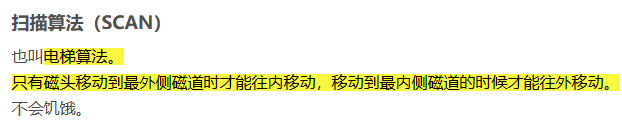 扫描算法（SCAN）
也叫电梯算法。
只有磁头移动到最外侧磁道时才能往内移动，移动到最内侧磁道的时候才能往外移动。
不会饥饿。